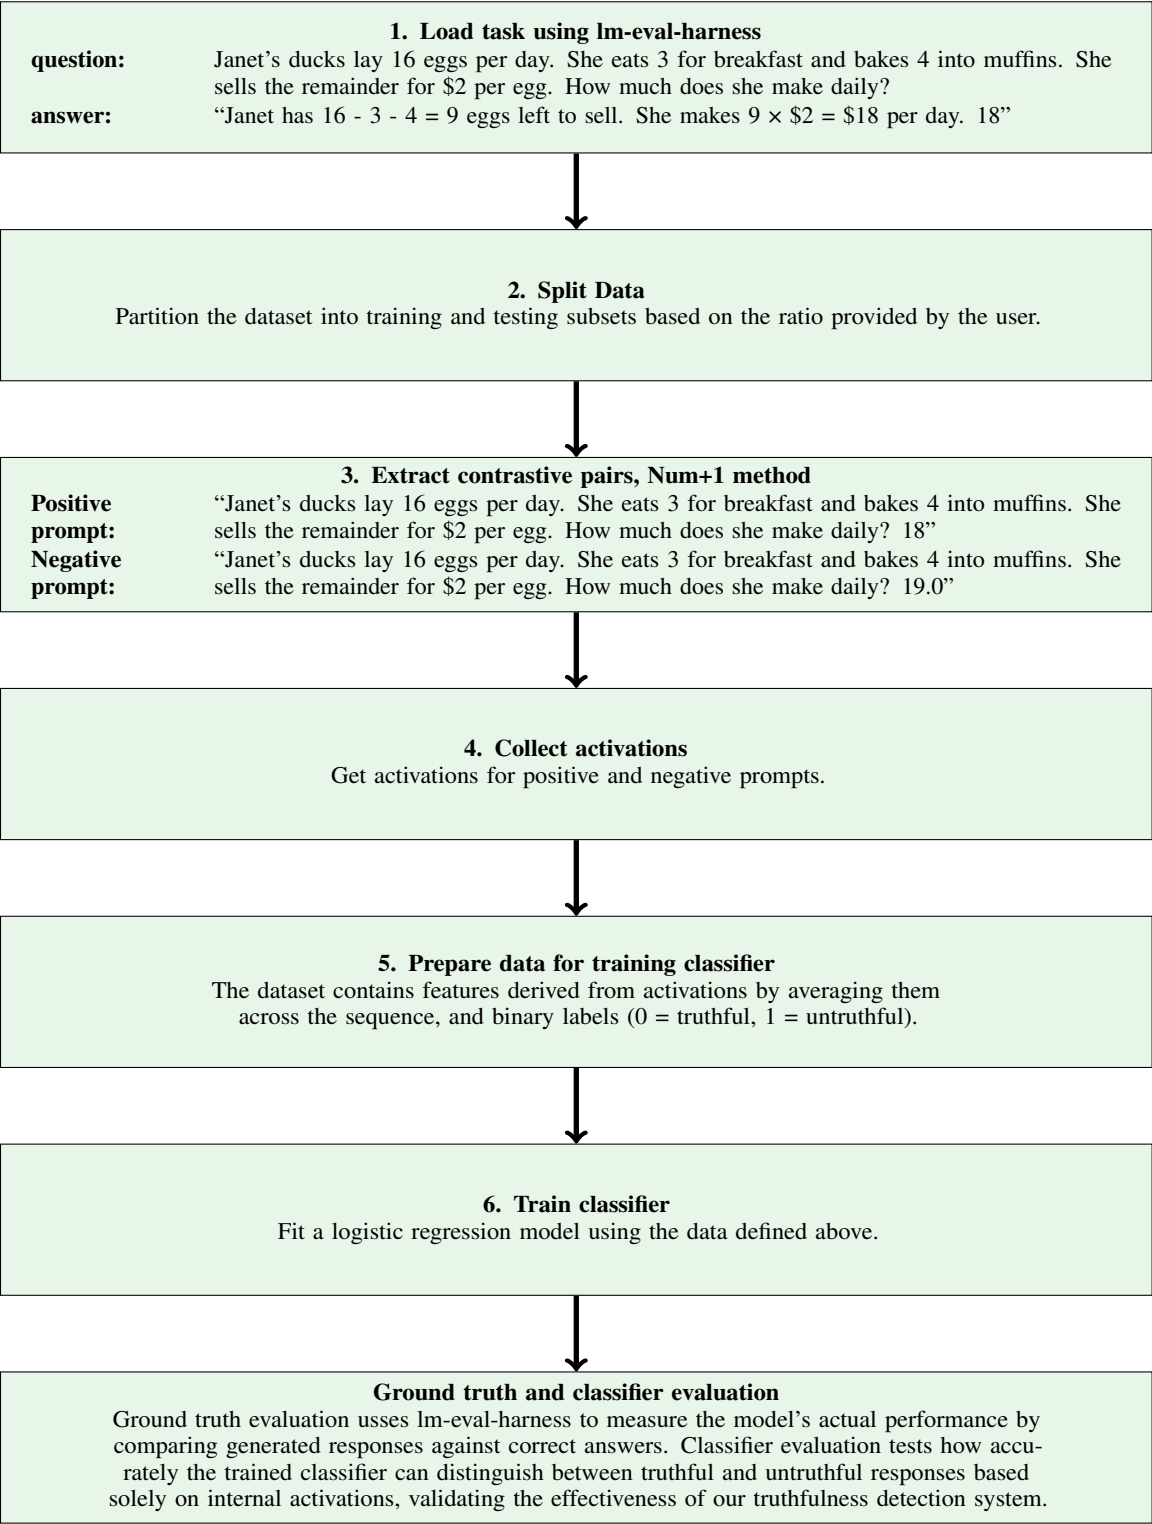 1. Load task using lm-eval-harness
question: Janet's ducks lay 16 eggs per day. She eats 3 for breakfast and bakes 4 into muffins. She
sells the remainder for $2 per egg. How much does she make daily?
answer: “Janet has 16 - 3 - 4 = 9 eggs left to sell. She makes 9 × $2 = $18 per day. 18”
2. Split Data
Partition the dataset into training and testing subsets based on the ratio provided by the user.
3. Extract contrastive pairs, Num+1 method
Positive “Janet's ducks lay 16 eggs per day. She eats 3 for breakfast and bakes 4 into muffins. She
prompt: sells the remainder for $2 per egg. How much does she make daily? 18”
Negative “Janet's ducks lay 16 eggs per day. She eats 3 for breakfast and bakes 4 into muffins. She
prompt: sells the remainder for $2 per egg. How much does she make daily? 19.0”
4. Collect activations
Get activations for positive and negative prompts.
5. Prepare data for training classifier
The dataset contains features derived from activations by averaging them
across the sequence, and binary labels (0 = truthful, 1 = untruthful).
6. Train classifier
Fit a logistic regression model using the data defined above.
Ground truth and classifier evaluation
Ground truth evaluation usses lm-eval-harness to measure the model's actual performance by
comparing generated responses against correct answers. Classifier evaluation tests how accu-
rately the trained classifier can distinguish between truthful and untruthful responses based
solely on internal activations, validating the effectiveness of our truthfulness detection system.